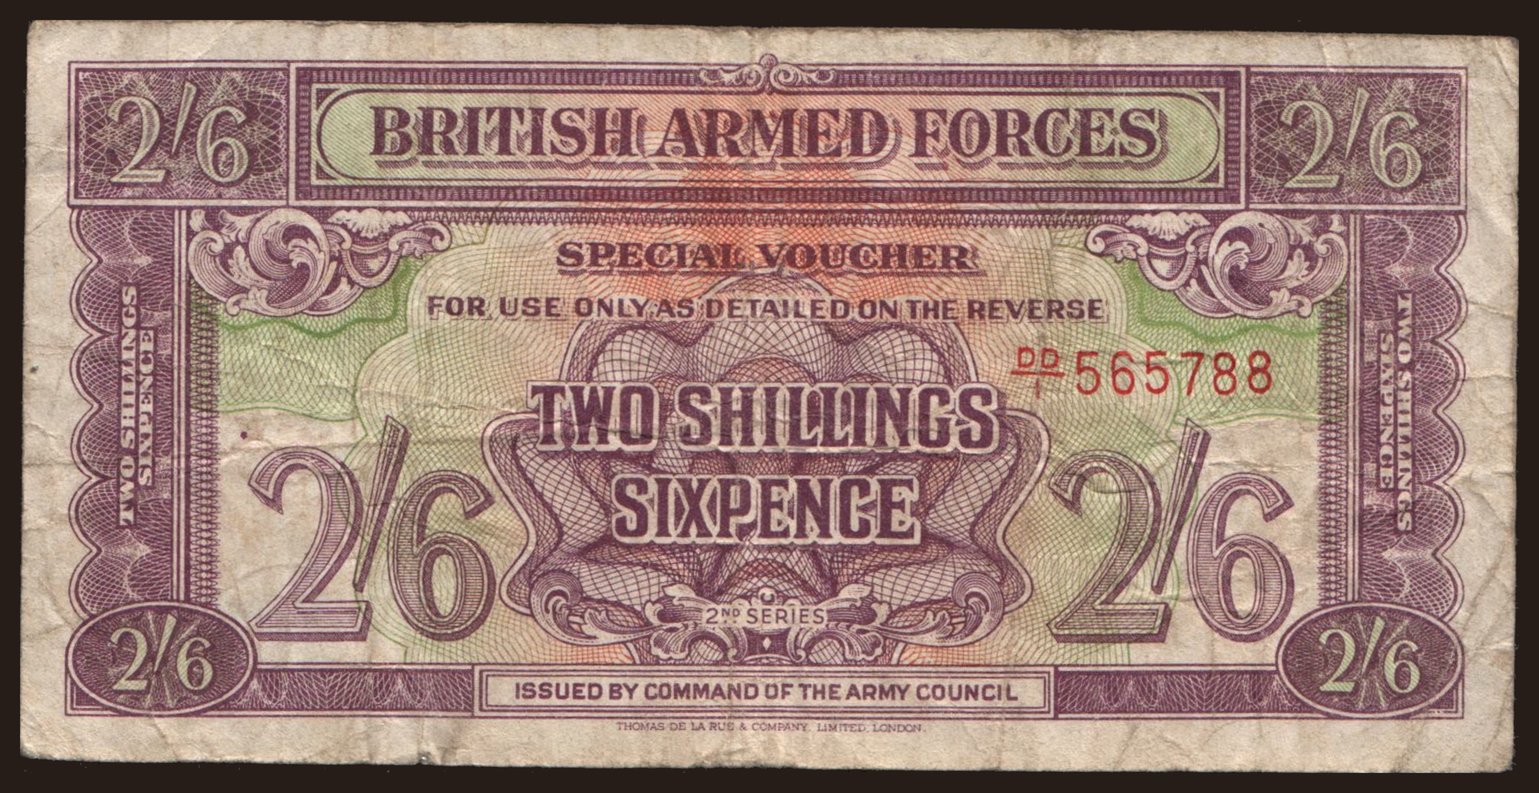 2/6 BRITISH ARMED FORCES 2/6
SPECIAL VOUCHER
FOR USE ONLY AS DETAILED ON THE REVERSE
DD/1 565788
TWO SHILLINGS
SIXPENCE
TWO SHILLINGS
SIXPENCE
TWO SHILLINGS
SIXPENCE
2/6 2/6
2ND SERIES
2/6 2/6
ISSUED BY COMMAND OF THE ARMY COUNCIL
THOMAS DE LA RUE & COMPANY, LIMITED, LONDON.